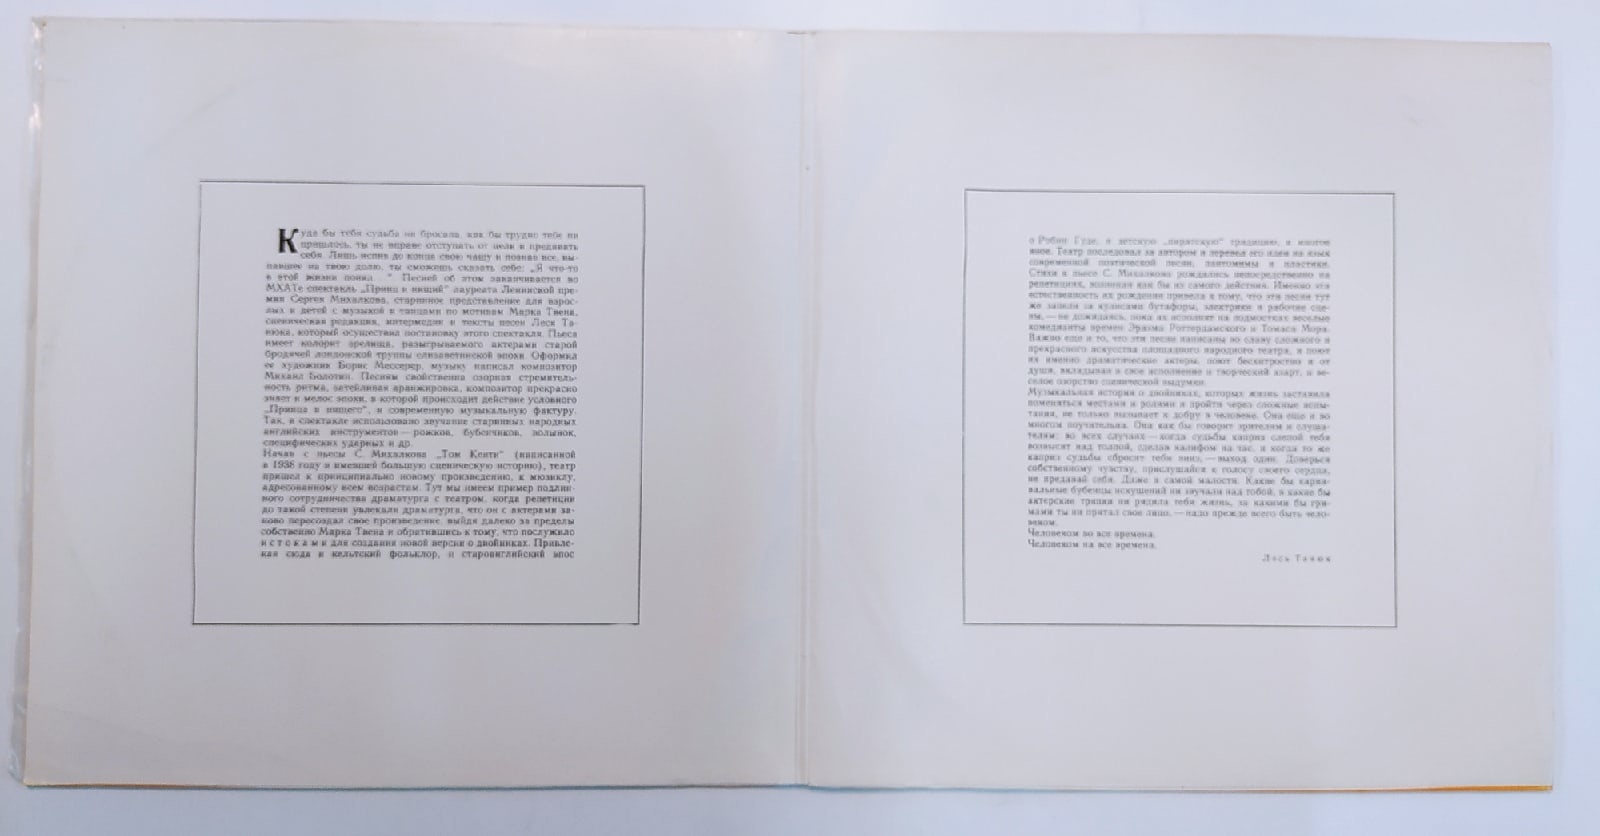 Куда бы тебя судьба ни бросала, как бы трудно тебе ни
пришлось, ты не вправе отступать от цели и предавать
себя. Лишь испив до конца свою чашу и познав все, вы-
павшее на твою долю, ты сможешь сказать себе: „Я что-то
в этой жизни понял. . ." Песней об этом заканчивается во
МХАТе спектакль „Принц и нищий" лауреата Ленинской пре-
мии Сергея Михалкова, старинное представление для взрос-
лых и детей с музыкой и танцами по мотивам Марка Твена,
сценическая редакция, интермедии и тексты песен Леся Та-
нюка, который осуществил постановку этого спектакля. Пьеса
имеет колорит зрелища, разыгрываемого актерами старой
бродячей лондонской труппы елизаветинской эпохи. Оформил
ее художник Борис Мессерер, музыку написал композитор
Михаил Болотин. Песням свойственна озорная стремитель-
ность ритма, затейливая аранжировка, композитор прекрасно
знает и мелос эпохи, в которой происходит действие условного
„Принца и нищего", и современную музыкальную фактуру.
Так, в спектакле использовано звучание старинных народных
английских инструментов — рожков, бубенчиков, волынок,
специфических ударных и др.
Начав с пьесы С. Михалкова „Том Кенти" (написанной
в 1938 году и имевшей большую сценическую историю), театр
пришел к принципиально новому произведению, к мюзиклу,
адресованному всем возрастам. Тут мы имеем пример подлин-
ного сотрудничества драматурга с театром, когда репетиции
до такой степени увлекали драматурга, что он с актерами за-
ново пересоздал свое произведение, выйдя далеко за пределы
собственно Марка Твена и обратившись к тому, что послужило
истоками для создания новой версии о двойниках. Привле-
кая сюда и кельтский фольклор, и староанглийский эпос
о Робин Гуде, и детскую „пиратскую" традицию, и многое
иное. Театр последовал за автором и перевел его идеи на язык
современной поэтической песни, пантомимы и пластики.
Стихи к пьесе С. Михалкова рождались непосредственно на
репетициях, возникая как бы из самого действия. Именно эта
естественность их рождения привела к тому, что эти песни тут
же запели за кулисами бутафоры, электрики и рабочие сце-
ны, — не дожидаясь, пока их исполнят на подмостках веселые
комедианты времен Эразма Роттердамского и Томаса Мора.
Важно еще и то, что эти песни написаны во славу сложного и
прекрасного искусства площадного народного театра, и поют
их именно драматические актеры, поют бесхитростно и от
души, вкладывая в свое исполнение и творческий азарт, и ве-
селое озорство сценической выдумки.
Музыкальная история о двойниках, которых жизнь заставила
поменяться местами и ролями и пройти через сложные испы-
тания, не только взывает к добру в человеке. Она еще и во
многом поучительна. Она как бы говорит зрителям и слуша-
телям: во всех случаях — когда судьбы каприз слепой тебя
возвысит над толпой, сделав калифом на час, и когда то же
каприз судьбы сбросит тебя вниз, — выход один. Доверься
собственному чувству, прислушайся к голосу своего сердца,
не предавай себя. Даже в самой малости. Какие бы карна-
вальные бубенцы искушений ни звучали над тобой, в какие бы
актерские тряпки ни рядила тебя жизнь, за какими бы гри-
мами ты ни прятал свое лицо, — надо прежде всего быть чело-
веком.
Человеком во все времена.
Человеком на все времена.
Лесь Танюк